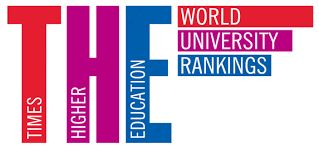 THE
TIMES
HIGHER
EDUCATION
WORLD
UNIVERSITY
RANKINGS